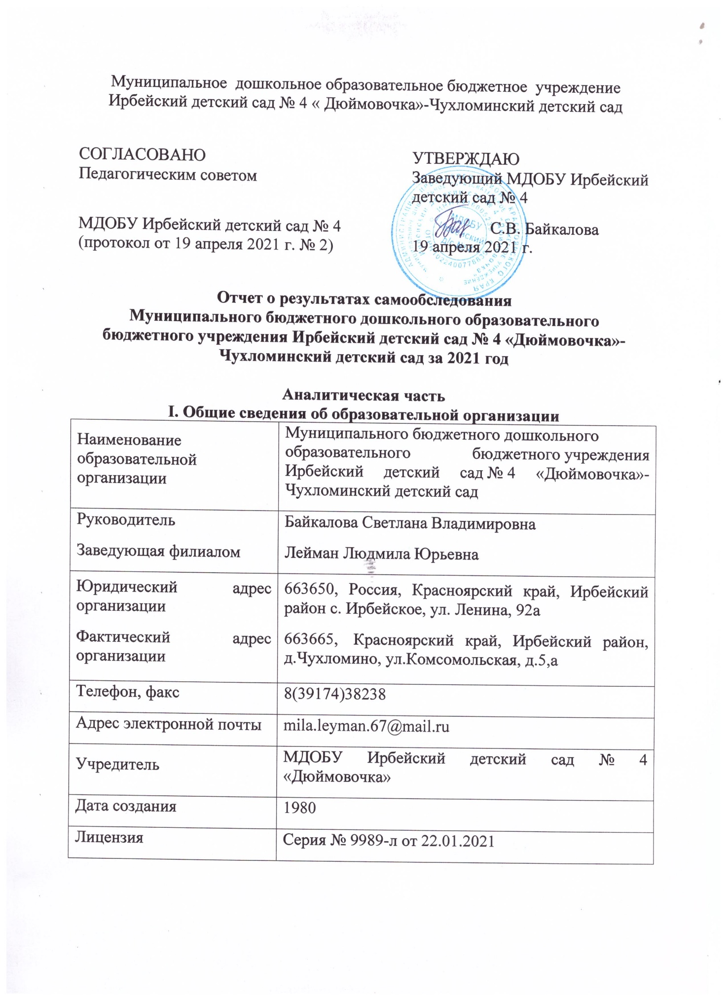 Муниципальное дошкольное образовательное бюджетное учреждение
Ирбейский детский сад № 4 « Дюймовочка»-Чухломинский детский сад
СОГЛАСОВАНО
Педагогическим советом
МДОБУ Ирбейский детский сад № 4
(протокол от 19 апреля 2021 г. № 2)
УТВЕРЖДАЮ
Заведующий МДОБУ Ирбейский
детский сад № 4
С.В. Байкалова
19 апреля 2021 г.
Отчет о результатах самообследования
Муниципального бюджетного дошкольного образовательного
бюджетного учреждения Ирбейский детский сад № 4 «Дюймовочка»-
Чухломинский детский сад за 2021 год
Аналитическая часть
I. Общие сведения об образовательной организации
Наименование
образовательной
организации
Муниципального бюджетного дошкольного
образовательного бюджетного учреждения
Ирбейский детский сад № 4 «Дюймовочка»-
Чухломинский детский сад
Руководитель
Байкалова Светлана Владимировна
Заведующая филиалом
Лейман Людмила Юрьевна
Юридический адрес
организации
663650, Россия, Красноярский край, Ирбейский
район с. Ирбейское, ул. Ленина, 92а
Фактический адрес
организации
663665, Красноярский край, Ирбейский район,
д.Чухломино, ул.Комсомольская, д.5,а
Телефон, факс
8(39174)38238
Адрес электронной почты
mila.leyman.67@mail.ru
Учредитель
МДОБУ Ирбейский детский сад № 4
«Дюймовочка»
Дата создания
1980
Лицензия
Серия № 9989-л от 22.01.2021